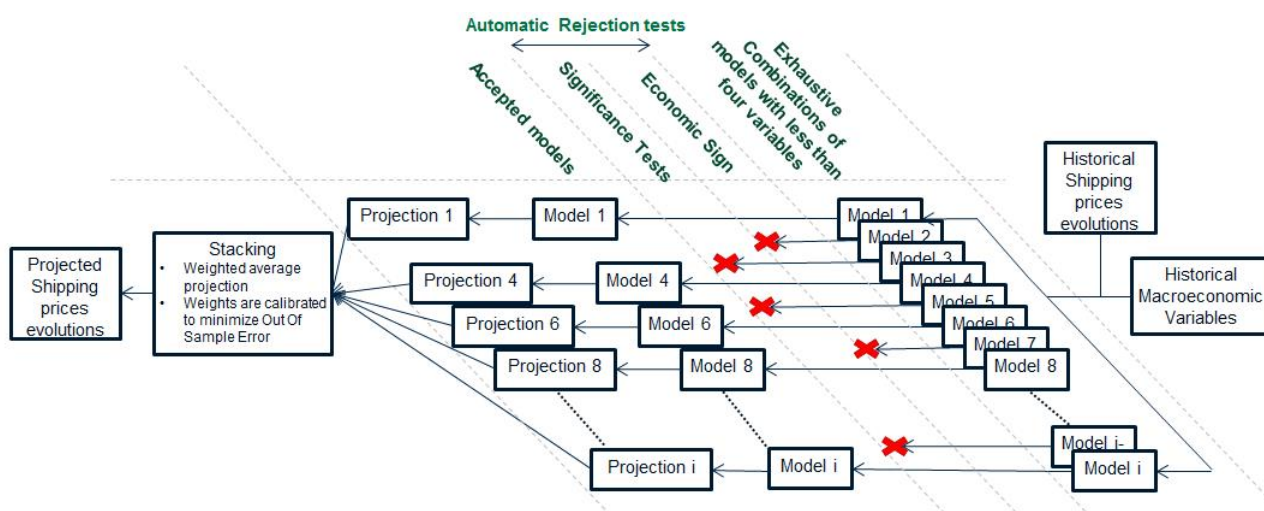 Automatic Rejection tests
Accepted models
Significance Tests
Economic Sign
Exhaustive
Combinations of
models with less than
four variables
Historical
Shipping
prices
evolutions
Historical
Macroeconomic
Variables
Projection 1
Model 1
Model 1
Model 2
Model 3
Projection 4
Model 4
Model 4
Model 5
Projection 6
Model 6
Model 6
Model 7
Projection 8
Model 8
Model 8
Model i-
Projection i
Model i
Model i
Stacking
• Weighted average
projection
• Weights are calibrated
to minimize Out Of
Sample Error
Projected
Shipping
prices
evolutions